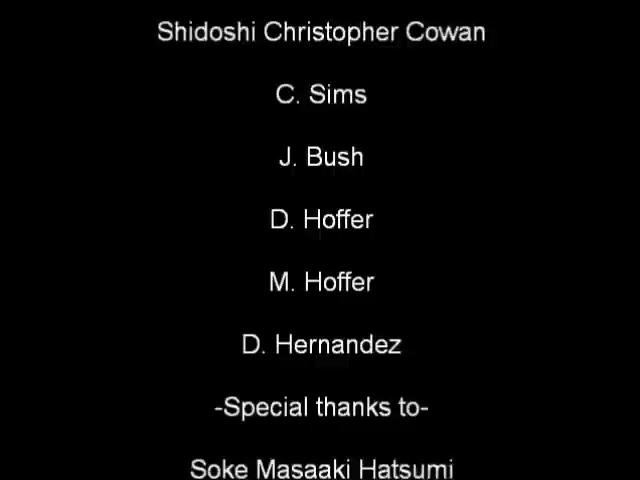 Shidoshi Christopher Cowan
C. Sims
J. Bush
D. Hoffer
M. Hoffer
D. Hernandez
-Special thanks to-
Soke Masaaki Hatsumi